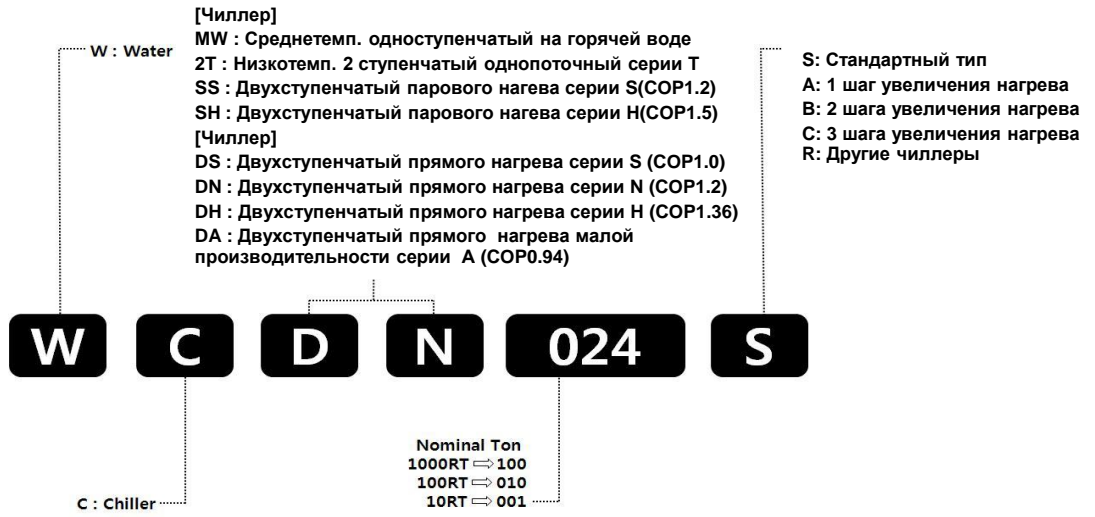 [Чиллер]
W : Water
MW : Среднетемп. одноступенчатый на горячей воде
2T : Низкотемп. 2 ступенчатый однопоточный серии Т
SS : Двухступенчатый парового нагева серии S(COP1.2)
SH : Двухступенчатый парового нагева серии H(COP1.5)
[Чиллер]
DS : Двухступенчатый прямого нагрева серии S (COP1.0)
DN : Двухступенчатый прямого нагрева серии N (COP1.2)
DH : Двухступенчатый прямого нагрева серии H (COP1.36)
DA : Двухступенчатый прямого нагрева малой
производительности серии A (COP0.94)
S: Стандартный тип
A: 1 шаг увеличения нагрева
B: 2 шага увеличения нагрева
C: 3 шага увеличения нагрева
R: Другие чиллеры
W C D N 024 S
Nominal Ton
1000RT ⇨ 100
100RT ⇨ 010
10RT ⇨ 001
C : Chiller